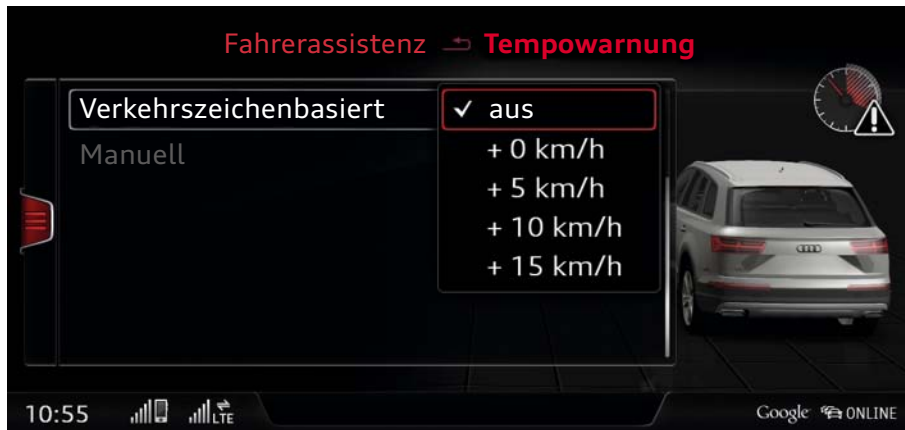 Fahrerassistenz Tempowarnung
Verkehrszeichenbasiert
aus
Manuell
+ 0 km/h
+ 5 km/h
+ 10 km/h
+ 15 km/h
10:55
LTE
Google
ONLINE